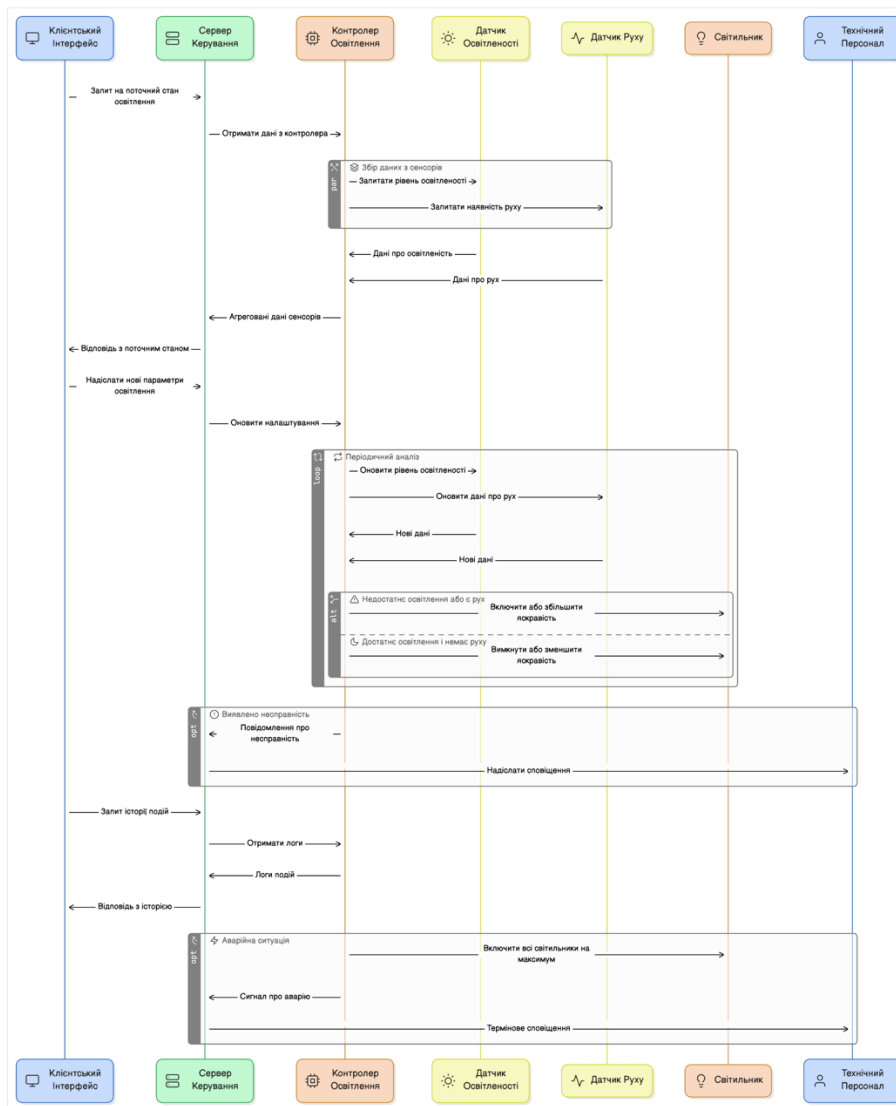 Клієнтський
Інтерфейс
Сервер
Керування
Контролер
Освітлення
Датчик
Освітленості
Датчик Руху
Світильник
Технічний
Персонал
Запит на поточний стан
освітлення
Отримати дані з контролера
par
Збір даних з сенсорів
Запитати рівень освітленості
Запитати наявність руху
Дані про освітленість
Дані про рух
Агреговані дані сенсорів
Відповідь з поточним станом
Надіслати нові параметри
освітлення
Оновити налаштування
loop
Періодичний аналіз
Оновити рівень освітленості
Оновити дані про рух
Нові дані
Нові дані
alt
Недостатнє освітлення або є рух
Включити або збільшити
яскравість
Достатнє освітлення і немає руху
Вимкнути або зменшити
яскравість
opt
Виявлено несправність
Повідомлення про
несправність
Надіслати сповіщення
Запит історії подій
Отримати логи
Логи подій
Відповідь з історією
opt
Аварійна ситуація
Включити всі світильники на
максимум
Сигнал про аварію
Термінове сповіщення
Клієнтський
Інтерфейс
Сервер
Керування
Контролер
Освітлення
Датчик
Освітленості
Датчик Руху
Світильник
Технічний
Персонал